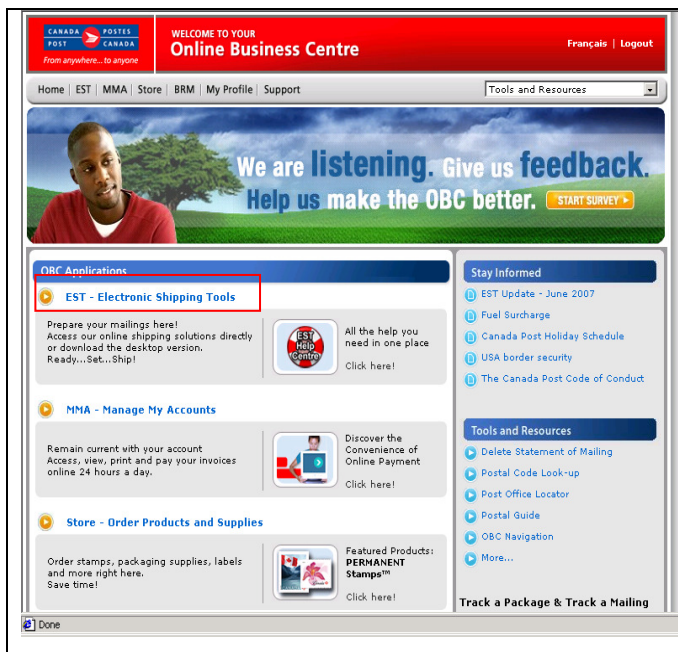 CANADA POSTES
POST CANADA
From anywhere... to anyone
WELCOME TO YOUR
Online Business Centre
Français | Logout
Home | EST | MMA | Store | BRM | My Profile | Support
Tools and Resources
We are listening. Give us feedback.
Help us make the OBC better. START SURVEY
OBC Applications
EST - Electronic Shipping Tools
Prepare your mailings here!
Access our online shipping solutions directly
or download the desktop version.
Ready...Set...Ship!
EST
Help
Centre
All the help you
need in one place
Click here!
MMA - Manage My Accounts
Remain current with your account
Access, view, print and pay your invoices
online 24 hours a day.
Discover the
Convenience of
Online Payment
Click here!
Store - Order Products and Supplies
Order stamps, packaging supplies, labels
and more right here.
Save time!
Featured Products:
PERMANENT
Stamps™
Click here!
Stay Informed
EST Update - June 2007
Fuel Surcharge
Canada Post Holiday Schedule
USA border security
The Canada Post Code of Conduct
Tools and Resources
Delete Statement of Mailing
Postal Code Look-up
Post Office Locator
Postal Guide
OBC Navigation
More...
Track a Package & Track a Mailing
Done